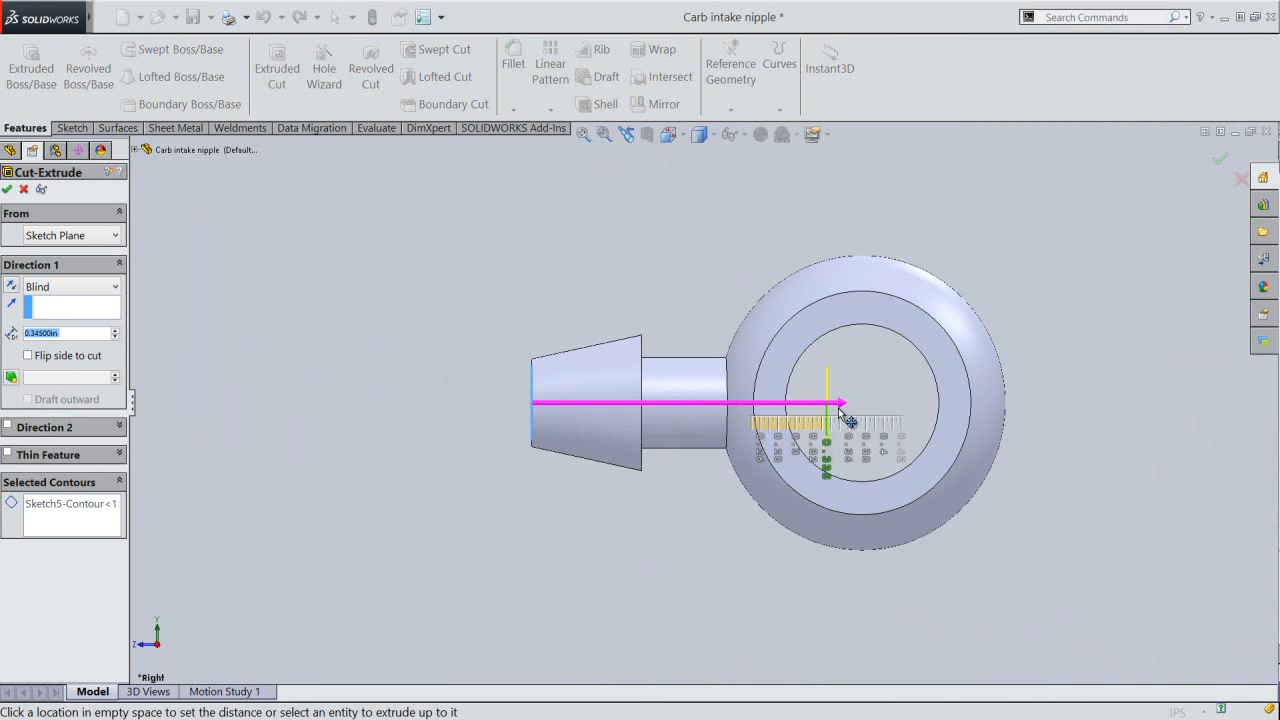 SOLIDWORKS
Carb intake nipple *
Search Commands
Extruded Boss/Base
Revolved Boss/Base
Swept Boss/Base
Lofted Boss/Base
Boundary Boss/Base
Extruded Cut
Hole Wizard
Revolved Cut
Swept Cut
Lofted Cut
Boundary Cut
Fillet
Linear Pattern
Rib
Draft
Shell
Wrap
Intersect
Mirror
Reference Geometry
Curves
Instant3D
Features Sketch Surfaces Sheet Metal Weldments Data Migration Evaluate DimXpert SOLIDWORKS Add-Ins
Carb intake nipple (Default...
Cut-Extrude
From
Sketch Plane
Direction 1
Blind
0.34500in
Flip side to cut
Draft outward
Direction 2
Thin Feature
Selected Contours
Sketch5-Contour<1
Y
Z
*Right
Model 3D Views Motion Study 1
Click a location in empty space to set the distance or select an entity to extrude up to it
IPS